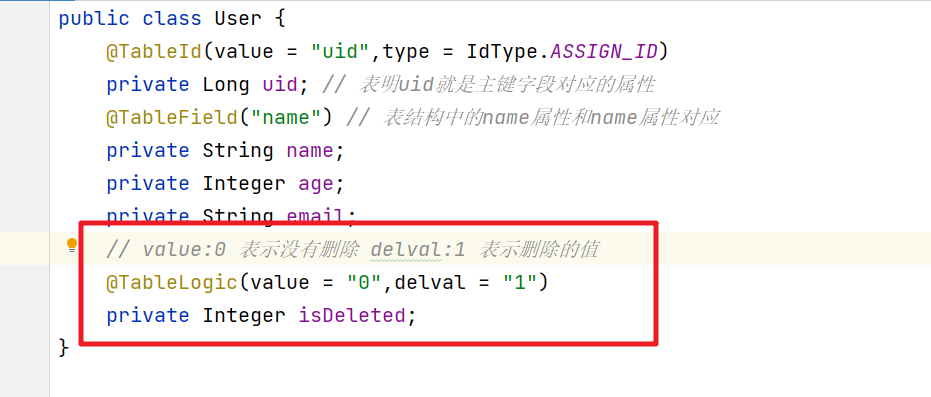 public class User {
@TableId(value = "uid",type = IdType.ASSIGN_ID)
private Long uid; // 表明uid就是主键字段对应的属性
@TableField("name") // 表结构中的name属性和name属性对应
private String name;
private Integer age;
private String email;
// value:0 表示没有删除 delval:1 表示删除的值
@TableLogic(value = "0",delval = "1")
private Integer isDeleted;
}